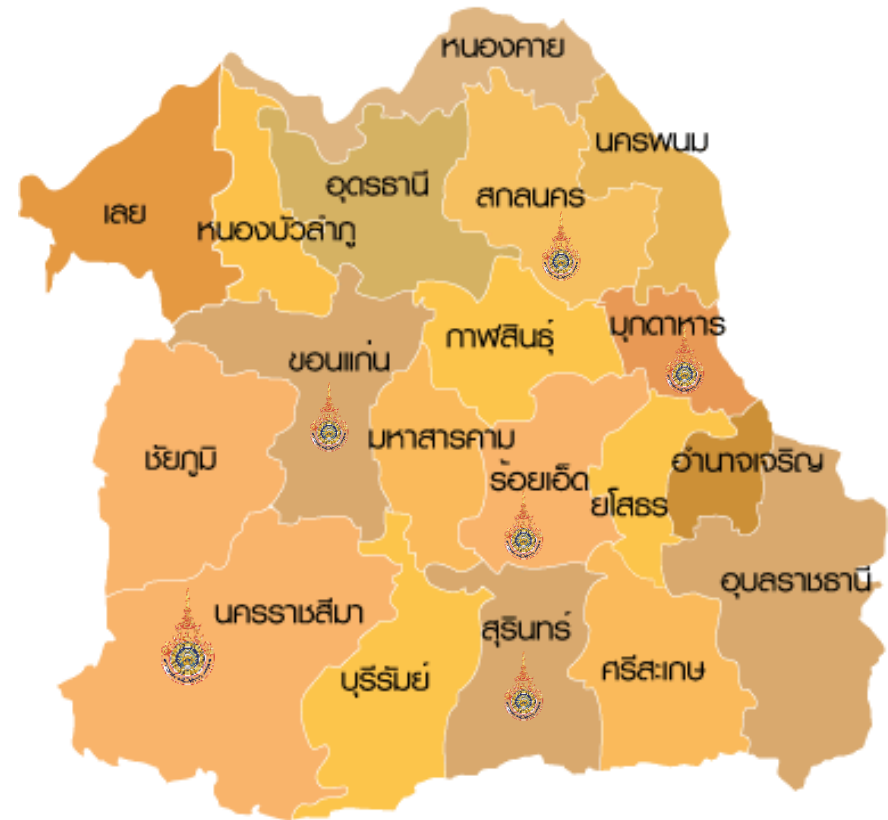 หนองคาย
นครพนม
อุดรธานี
สกลนคร
เลย
หนองบัวลำภู
มุกดาหาร
กาฬสินธุ์
ขอนแก่น
มหาสารคาม
ชัยภูมิ
อำนาจเจริญ
ร้อยเอ็ด
ยโสธร
อุบลราชธานี
นครราชสีมา
สุรินทร์
ศรีสะเกษ
บุรีรัมย์